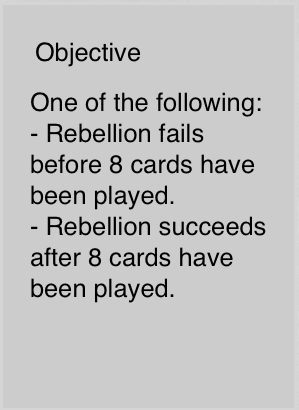 Objective
One of the following:
- Rebellion fails
before 8 cards have
been played.
- Rebellion succeeds
after 8 cards have
been played.